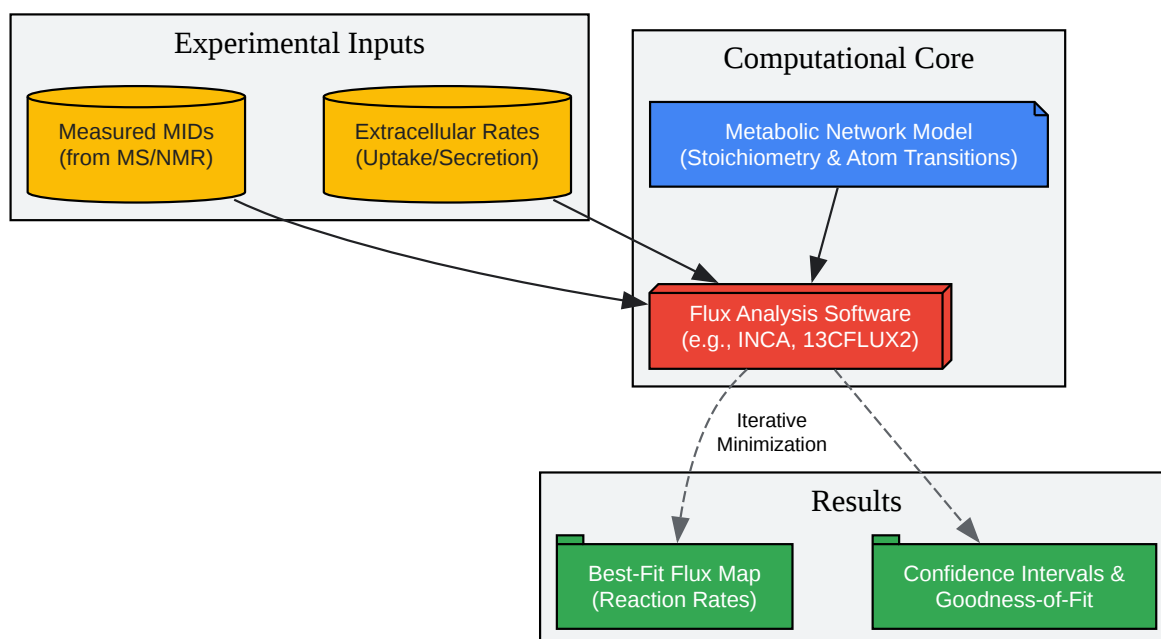 Experimental Inputs
Measured MIDs
(from MS/NMR)
Extracellular Rates
(Uptake/Secretion)
Computational Core
Metabolic Network Model
(Stoichiometry & Atom Transitions)
Flux Analysis Software
(e.g., INCA, 13CFLUX2)
Iterative
Minimization
Results
Best-Fit Flux Map
(Reaction Rates)
Confidence Intervals &
Goodness-of-Fit